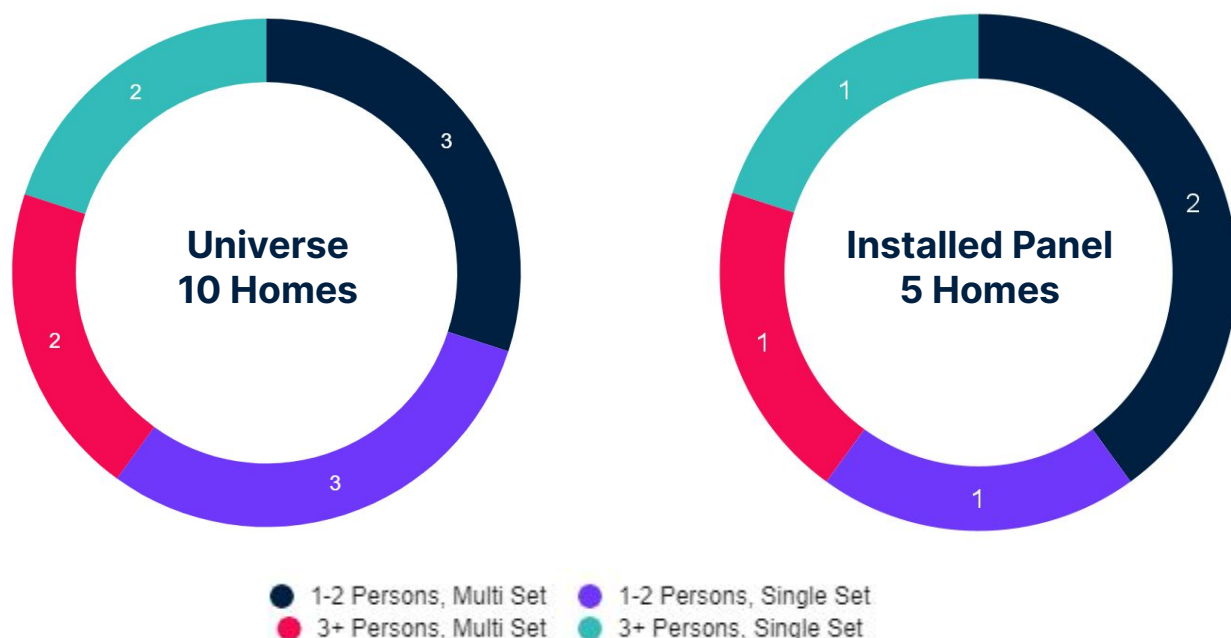 2
3
Universe
10 Homes
2
3
1
2
Installed Panel
5 Homes
1
1
1-2 Persons, Multi Set
1-2 Persons, Single Set
3+ Persons, Multi Set
3+ Persons, Single Set